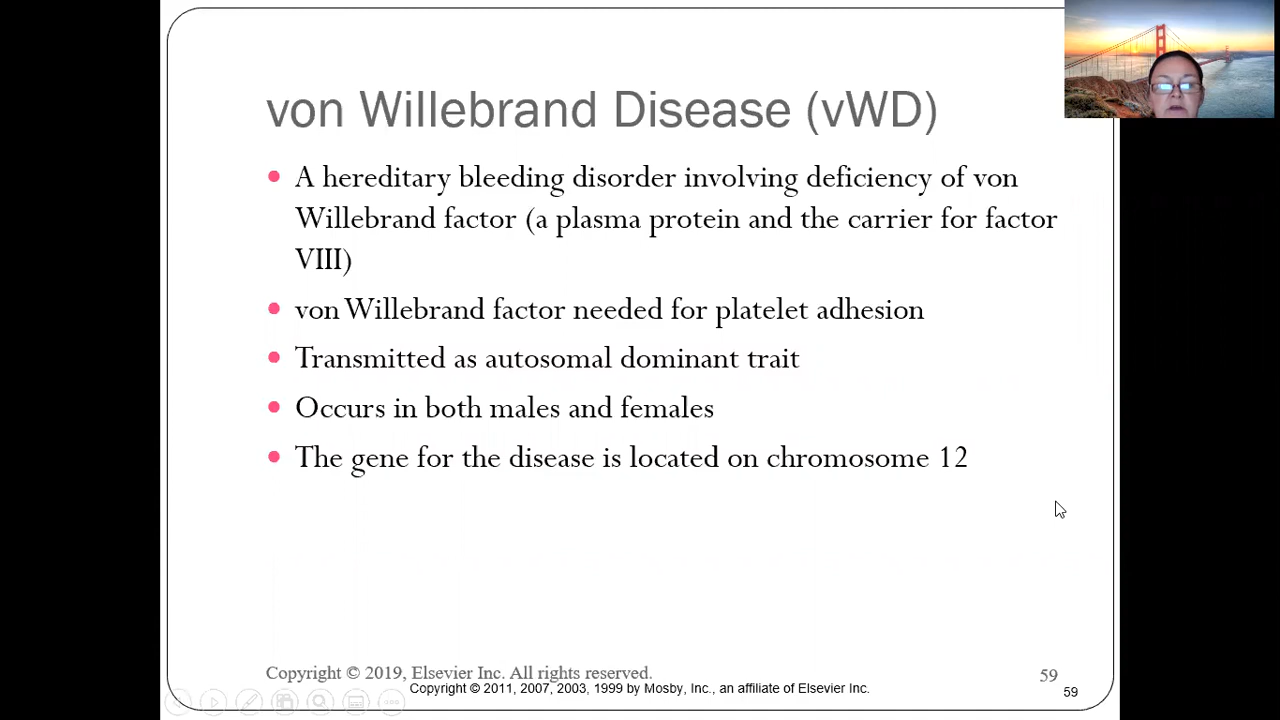 von Willebrand Disease (vWD)
• A hereditary bleeding disorder involving deficiency of von
Willebrand factor (a plasma protein and the carrier for factor
VIII)
• von Willebrand factor needed for platelet adhesion
• Transmitted as autosomal dominant trait
• Occurs in both males and females
• The gene for the disease is located on chromosome 12
Copyright © 2019, Elsevier Inc. All rights reserved.
59
Copyright © 2011, 2007, 2003, 1999 by Mosby, Inc., an affiliate of Elsevier Inc.
59